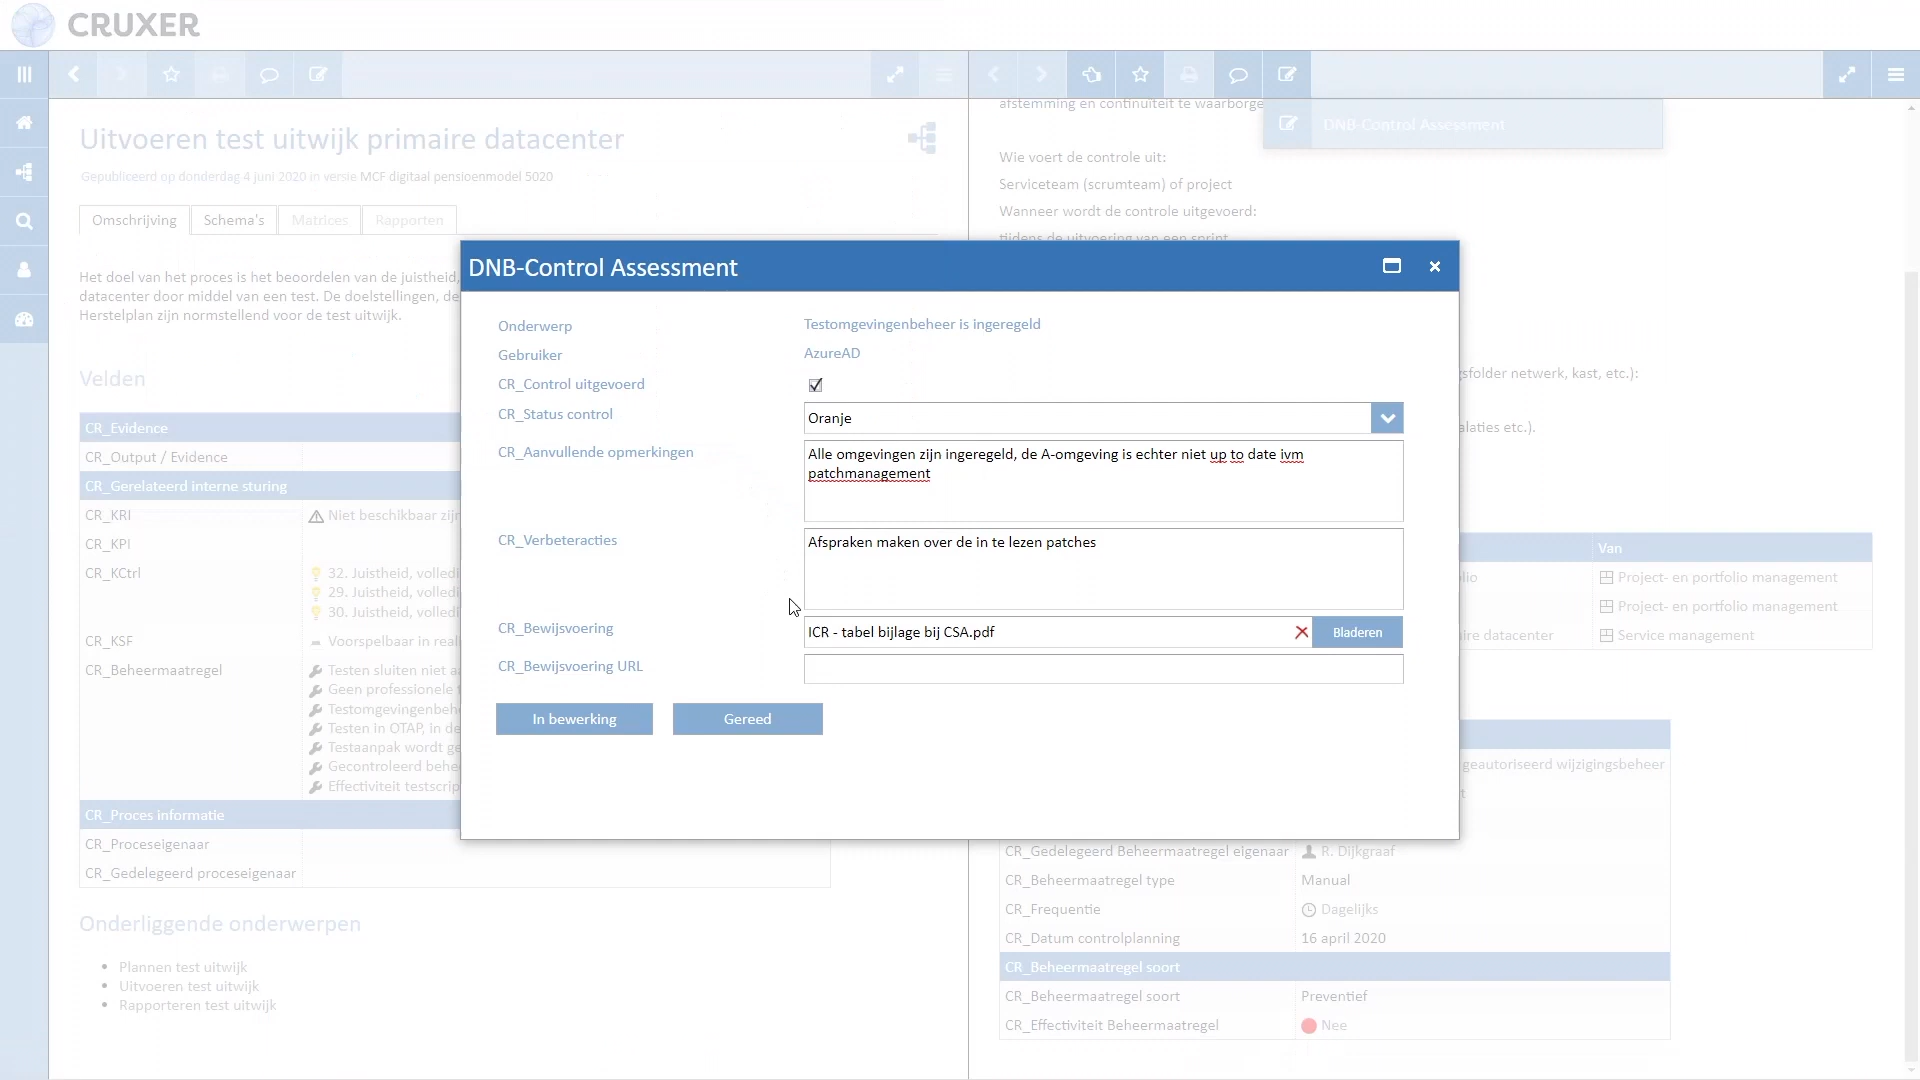 CRUXER
Uitvoeren test uitwijk primaire datacenter
Gepubliceerd op donderdag 4 juni 2020 in versie MCF digitaal pensioenmodel 5020
Omschrijving
Schema's
Matrices
Rapporten
Het doel van het proces is het beoordelen van de juistheid,
datacenter door middel van een test. De doelstellingen, de
Herstelplan zijn normstellend voor de test uitwijk.
Velden
CR_Evidence
CR_Output / Evidence
CR_Gerelateerd interne sturing
CR_KRI
Niet beschikbaar zijn
CR_KPI
CR_KCtrl
32. Juistheid, volledi
29. Juistheid, volledi
30. Juistheid, volledi
CR_KSF
Voorspelbaar en resul
CR_Beheermaatregel
Testen sluiten niet aa
Geen professionele t
Testomgevingenbehe
Testen in OTAP, in de
Testaanpak wordt ge
Gecontroleerd behe
Effectiviteit testscrip
CR_Proces informatie
CR_Proceseigenaar
CR_Gedelegeerd proceseigenaar
Onderliggende onderwerpen
Plannen test uitwijk
Uitvoeren test uitwijk
Rapporteren test uitwijk
DNB-Control Assessment
Onderwerp
Testomgevingenbeheer is ingeregeld
Gebruiker
AzureAD
CR_Control uitgevoerd
CR_Status control
Oranje
CR_Aanvullende opmerkingen
Alle omgevingen zijn ingeregeld, de A-omgeving is echter niet up to date ivm
patchmanagement
CR_Verbeteracties
Afspraken maken over de in te lezen patches
CR_Bewijsvoering
ICR - tabel bijlage bij CSA.pdf
Bladeren
CR_Bewijsvoering URL
In bewerking
Gereed
afstemming en continuïteit te waarborge
DNB-Control Assessment
Wie voert de controle uit:
Serviceteam (scrumteam) of project
Wanneer wordt de controle uitgevoerd:
tijdens de uitvoering van een sprint
gsfolder netwerk, kast, etc.):
alaties etc.).
Van
lio
Project- en portfolio management
Project- en portfolio management
ire datacenter
Service management
geautoriseerd wijzigingsbeheer
t
CR_Gedelegeerd Beheermaatregel eigenaar
R. Dijkgraaf
CR_Beheermaatregel type
Manual
CR_Frequentie
Dagelijks
CR_Datum controlplanning
16 april 2020
CR_Beheermaatregel soort
CR_Beheermaatregel soort
Preventief
CR_Effectiviteit Beheermaatregel
Nee